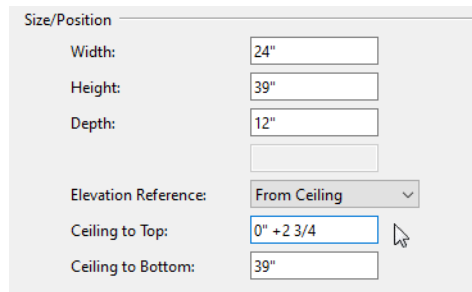 Size/Position
Width: 24"
Height: 39"
Depth: 12"
Elevation Reference: From Ceiling
Ceiling to Top: 0" +2 3/4
Ceiling to Bottom: 39"